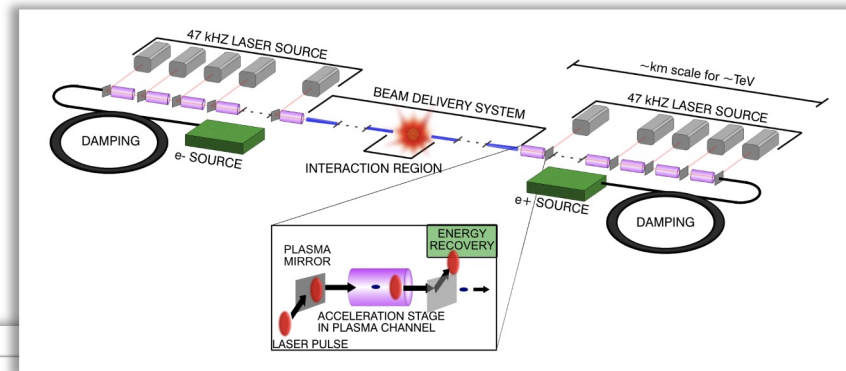 47 kHZ LASER SOURCE
~km scale for ~TeV
BEAM DELIVERY SYSTEM
47 kHZ LASER SOURCE
DAMPING
e- SOURCE
INTERACTION REGION
e+ SOURCE
DAMPING
ENERGY
RECOVERY
PLASMA
MIRROR
ACCELERATION STAGE
IN PLASMA CHANNEL
LASER PULSE